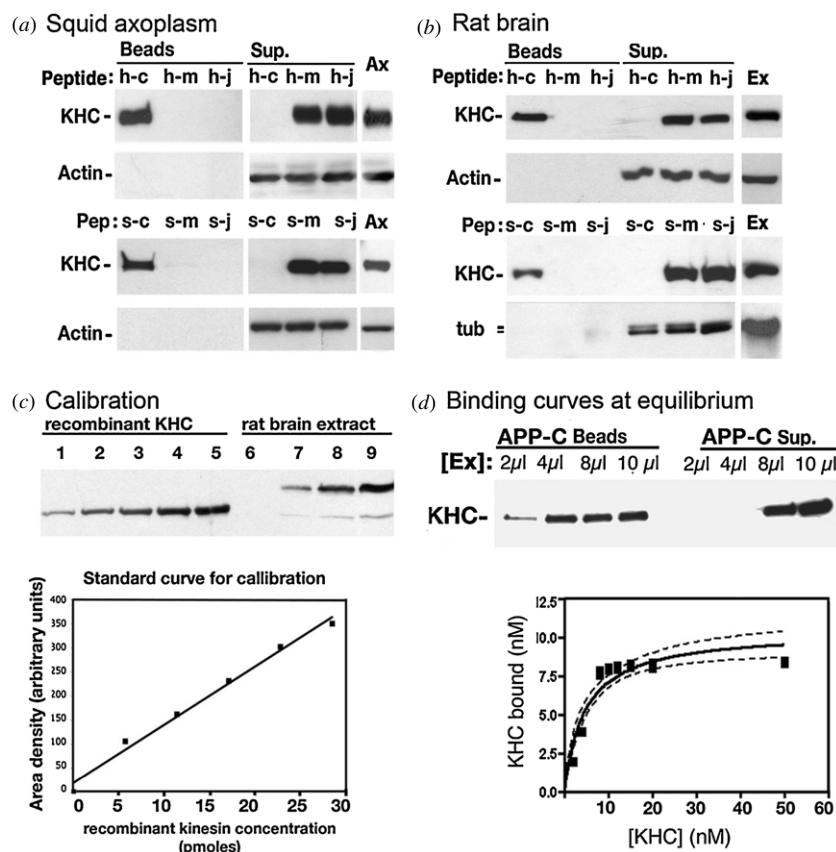 (a) Squid axoplasm
Beads Sup. Ax
Peptide: h-c h-m h-j h-c h-m h-j
KHC-
Actin-
Pep: s-c s-m s-j s-c s-m s-j Ax
KHC-
Actin-
(b) Rat brain
Beads Sup.
Peptide: h-c h-m h-j h-c h-m h-j Ex
KHC-
Actin-
Pep: s-c s-m s-j s-c s-m s-j Ex
KHC-
tub =
(c) Calibration
recombinant KHC rat brain extract
1 2 3 4 5 6 7 8 9
Standard curve for callibration
Area density (arbitrary units)
400
350
300
250
200
150
100
50
0
0 5 10 15 20 25 30
recombinant kinesin concentration
(pmoles)
(d) Binding curves at equilibrium
APP-C Beads APP-C Sup.
[Ex]: 2µl 4µl 8µl 10 µl 2µl 4µl 8µl 10 µl
KHC-
KHC bound (nM)
12.5
10.0
7.5
5.0
2.5
0.0
0 10 20 30 40 50 60
[KHC] (nM)